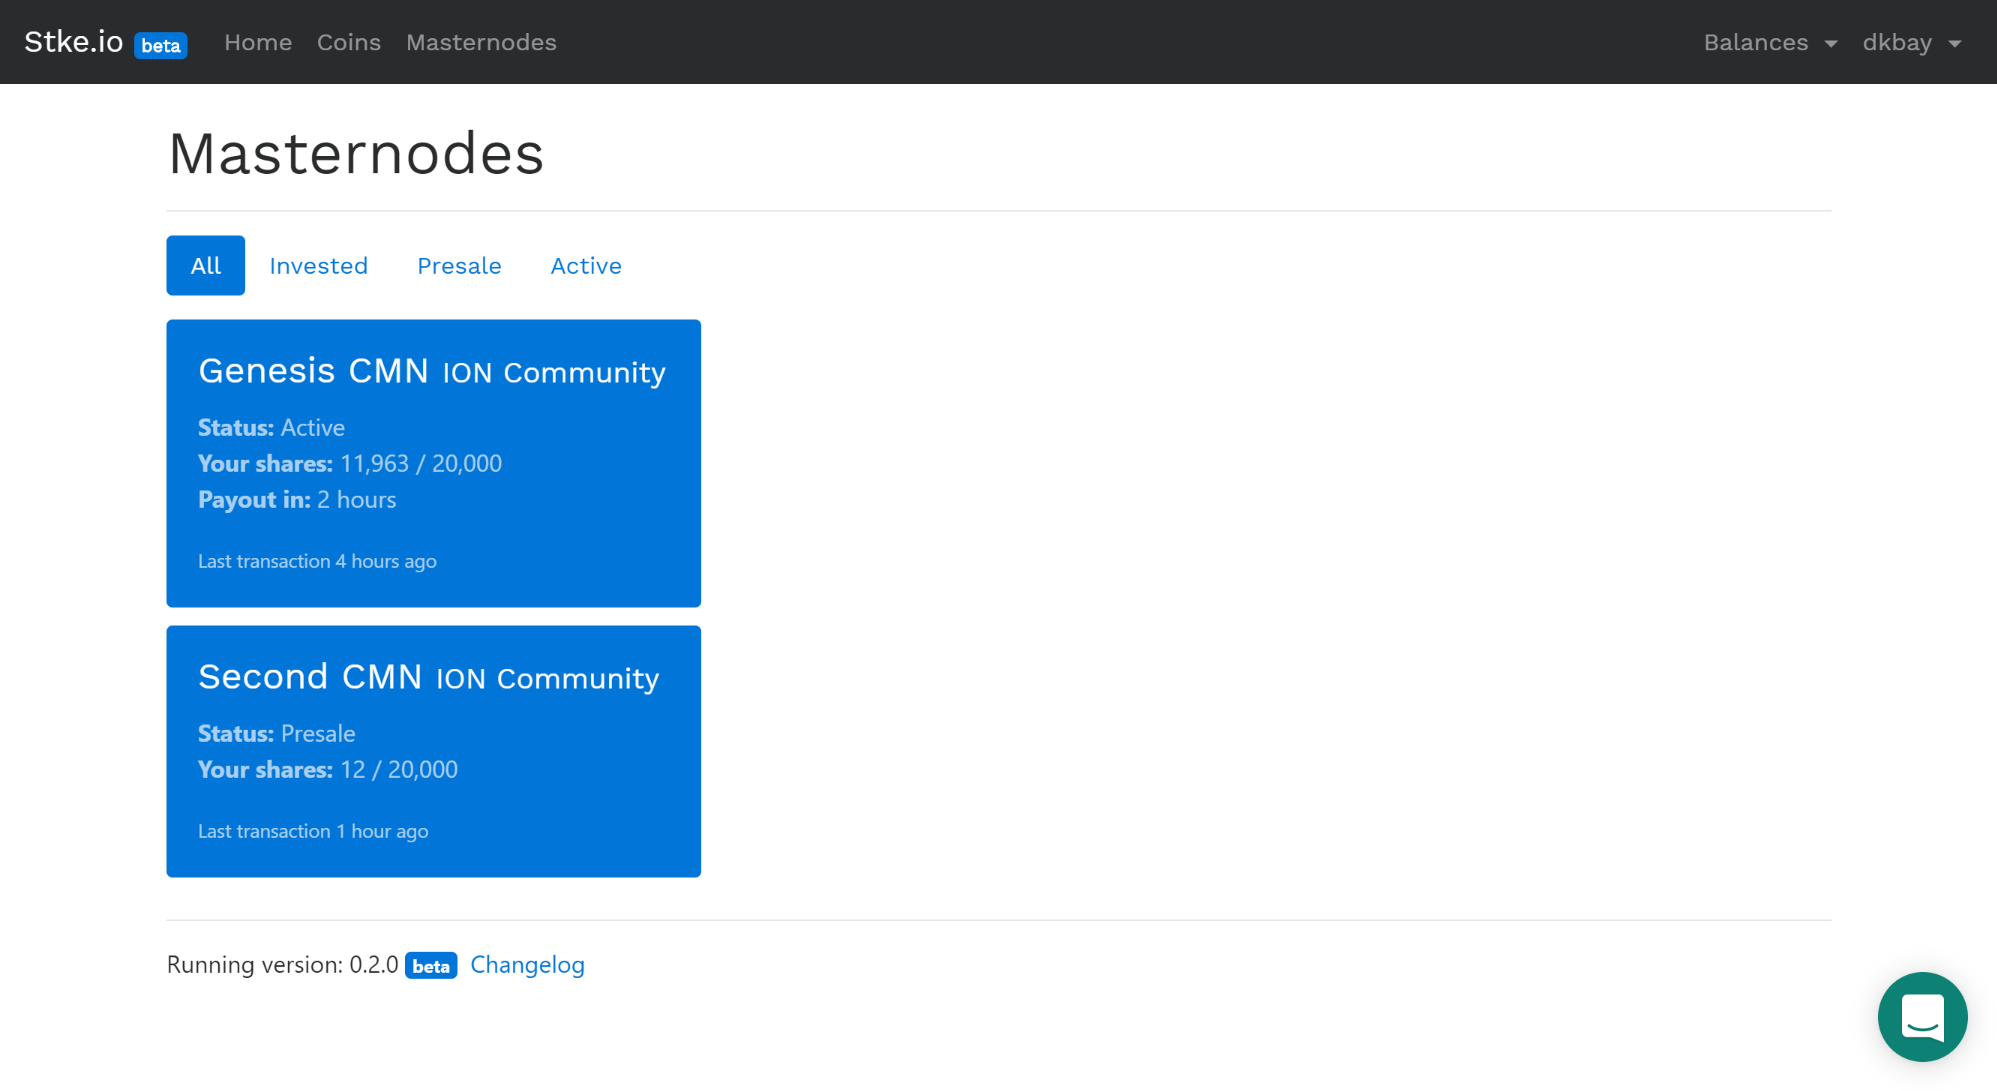 Stke.io beta Home Coins Masternodes Balances dkbay
Masternodes
All Invested Presale Active
Genesis CMN ION Community
Status: Active
Your shares: 11,963 / 20,000
Payout in: 2 hours
Last transaction 4 hours ago
Second CMN ION Community
Status: Presale
Your shares: 12 / 20,000
Last transaction 1 hour ago
Running version: 0.2.0 beta Changelog